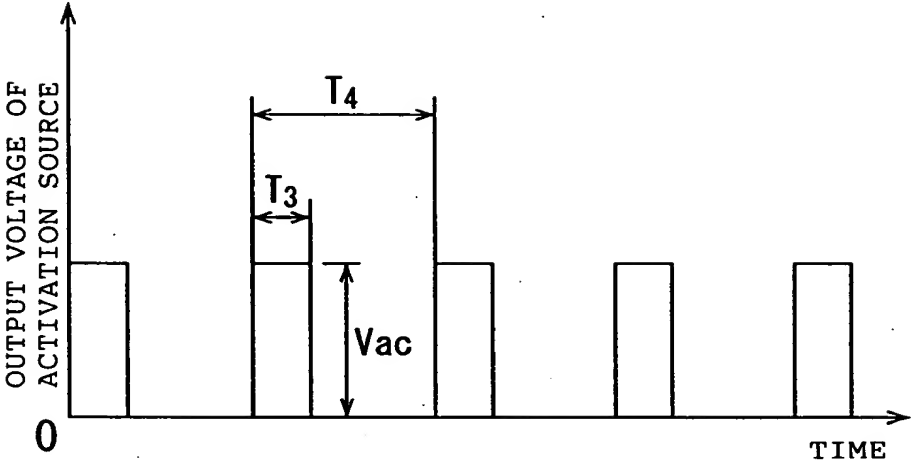 OUTPUT VOLTAGE OF
ACTIVATION SOURCE
T4
T3
Vac
0
TIME